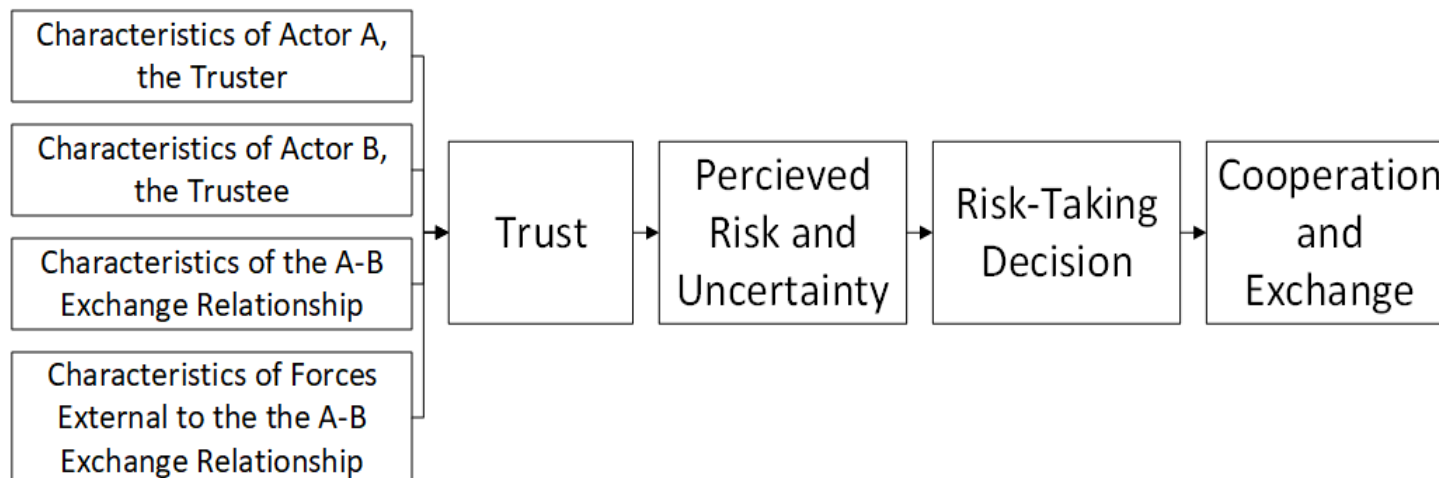 Characteristics of Actor A,
the Truster
Characteristics of Actor B,
the Trustee
Characteristics of the A-B
Exchange Relationship
Characteristics of Forces
External to the the A-B
Exchange Relationship
Trust
Percieved
Risk and
Uncertainty
Risk-Taking
Decision
Cooperation
and
Exchange